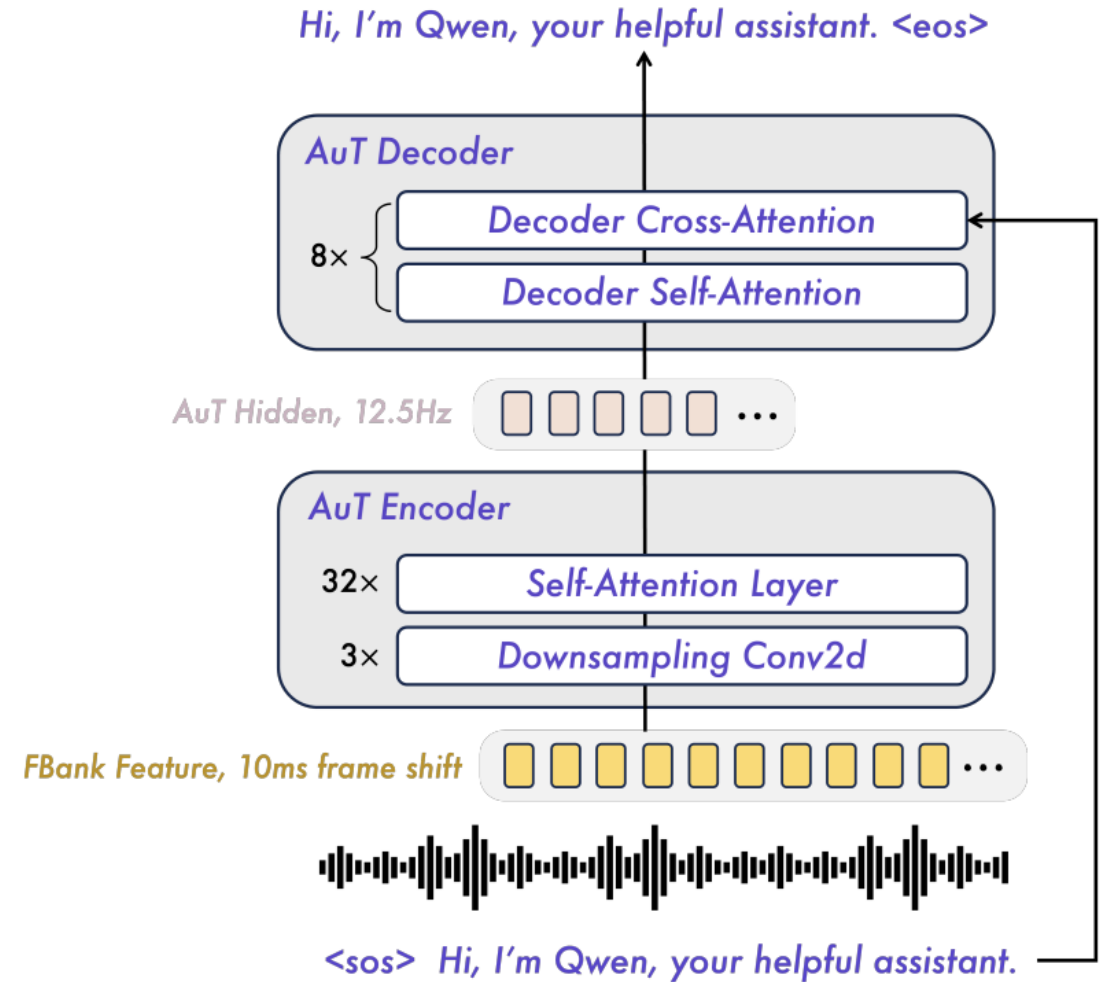 Hi, I'm Qwen, your helpful assistant. <eos>
AuT Decoder
Decoder Cross-Attention
8×
Decoder Self-Attention
AuT Hidden, 12.5Hz
...
AuT Encoder
32×
Self-Attention Layer
3×
Downsampling Conv2d
FBank Feature, 10ms frame shift
...
<sos> Hi, I'm Qwen, your helpful assistant.